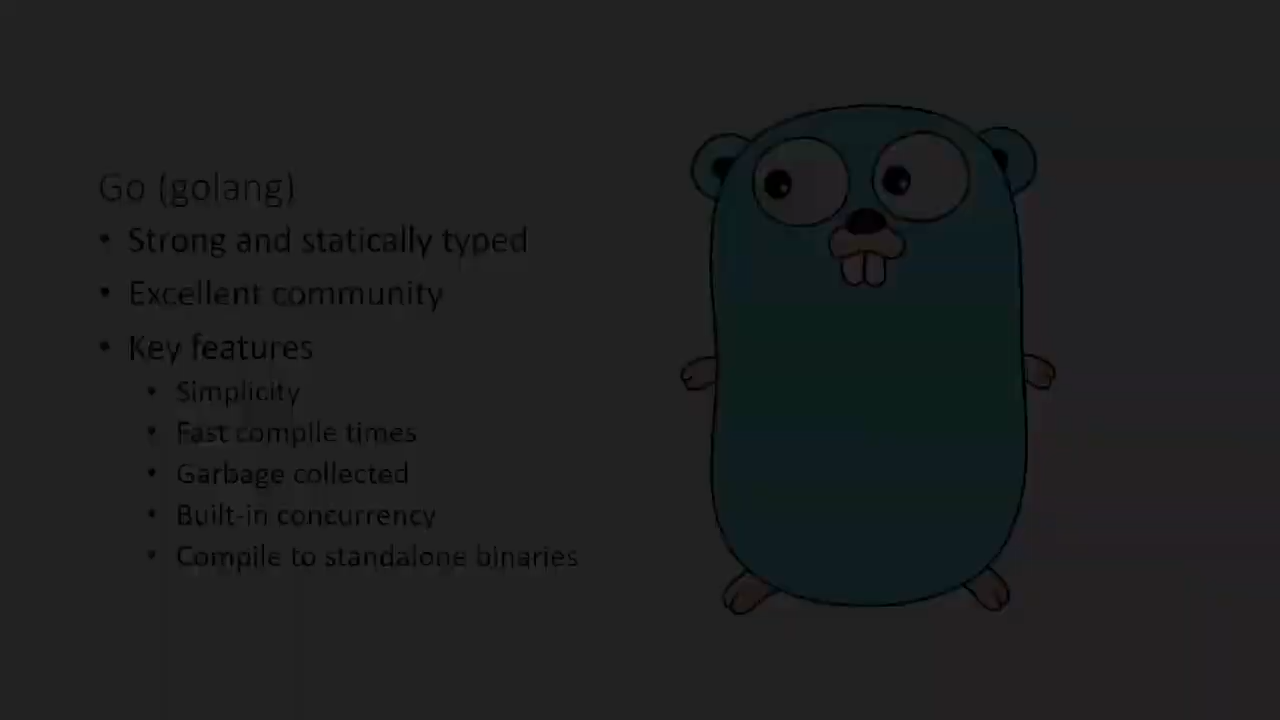 Go (golang)
• Strong and statically typed
• Excellent community
• Key features
• Simplicity
• Fast compile times
• Garbage collected
• Built-in concurrency
• Compile to standalone binaries